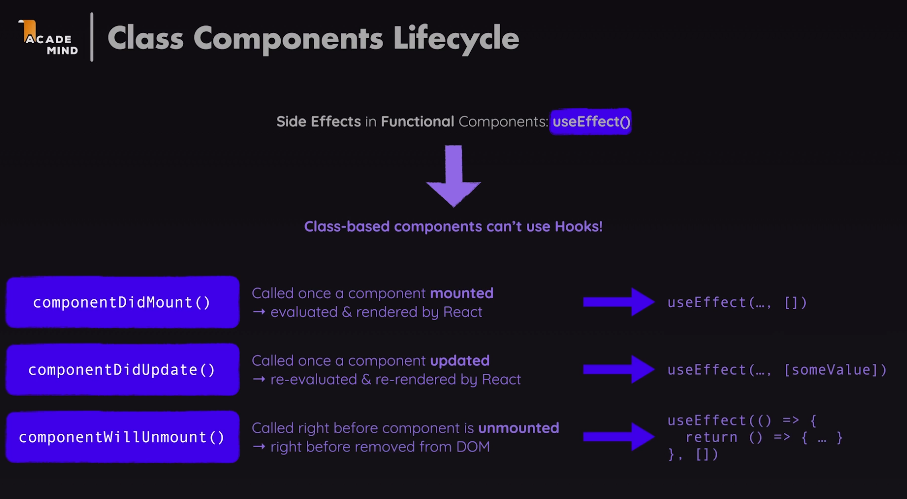 ACADE
MIND
Class Components Lifecycle
Side Effects in Functional Components: useEffect()
Class-based components can't use Hooks!
componentDidMount()
Called once a component mounted
→ evaluated & rendered by React
useEffect(…, [])
componentDidUpdate()
Called once a component updated
→ re-evaluated & re-rendered by React
useEffect(…, [someValue])
componentWillUnmount()
Called right before component is unmounted
→ right before removed from DOM
useEffect(() => {
return () => { … }
}, [])